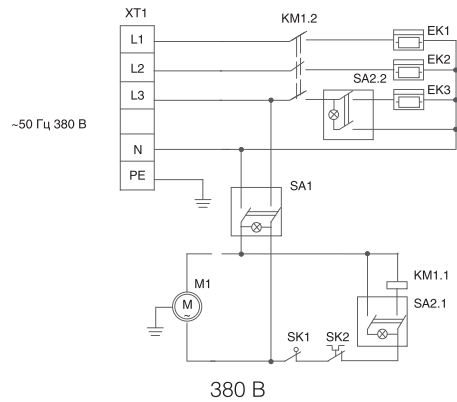 XT1
KM1.2
L1
EK1
L2
EK2
SA2.2
L3
EK3
~50 Гц 380 В
N
PE
SA1
M1
KM1.1
M
~
SA2.1
SK1
SK2
380 В